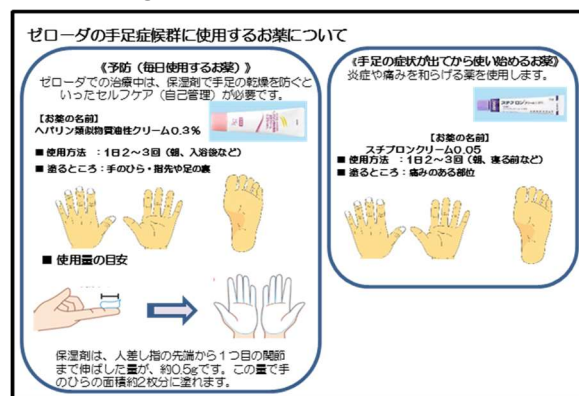 ゼローダの手足症候群に使用するお薬について
《予防（毎日使用するお薬）》
ゼローダでの治療中は、保湿剤で手足の乾燥を防ぐと
いったセルフケア（自己管理）が必要です。
【お薬の名前】
ヘパリン類似物質油性クリーム0.3％
■ 使用方法 ：1日2～3回（朝、入浴後など）
■ 塗るところ：手のひら・指先や足の裏
■ 使用量の目安
保湿剤は、人差し指の先端から1つ目の関節
まで伸ばした量が、約0.5gです。この量で手
のひらの面積約2枚分に塗れます。
《手足の症状が出てから使い始めるお薬》
炎症や痛みを和らげる薬を使用します。
【お薬の名前】
スチブロンクリーム0.05
■ 使用方法 ：1日2～3回（朝、寝る前など）
■ 塗るところ：痛みのある部位